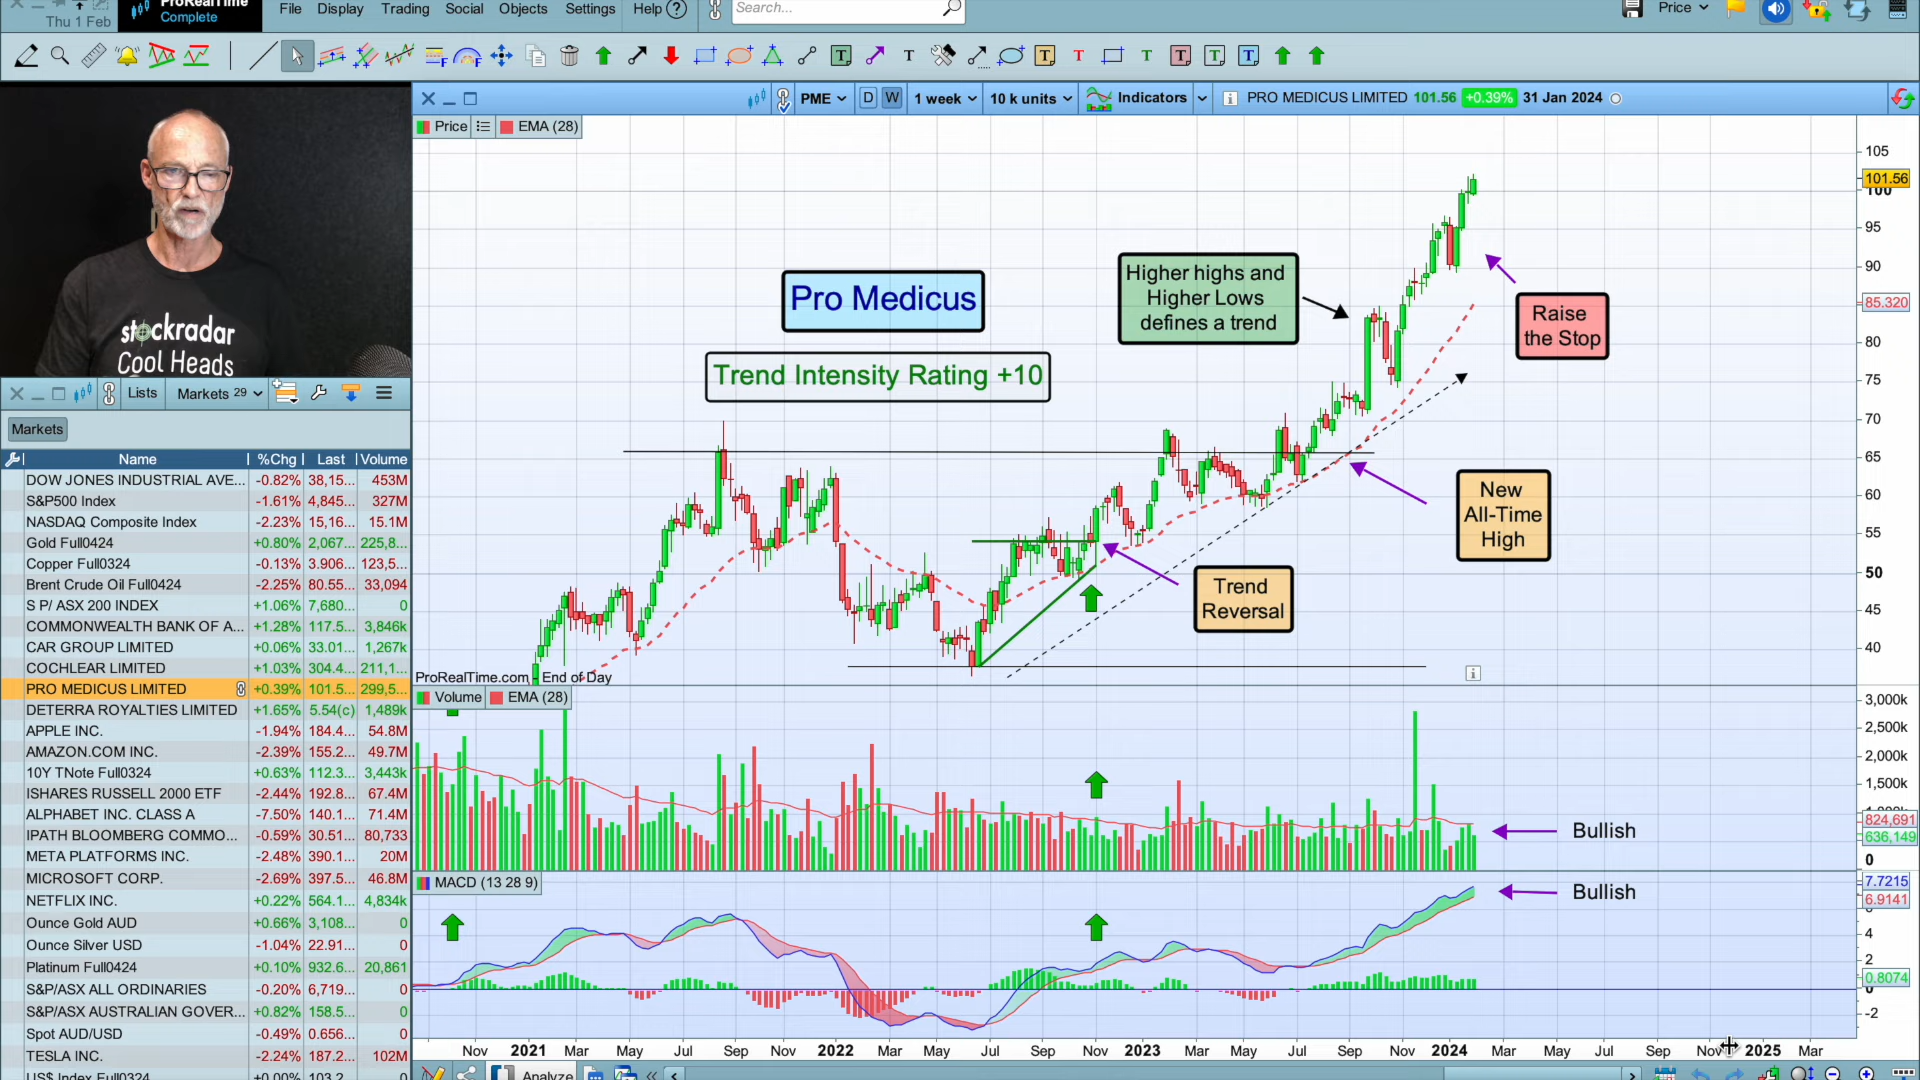 ProRealTime
Thu 1 Feb
Complete
File
Display
Trading
Social
Objects
Settings
Help
Search...
Price
PME
D
W
1 week
10 k units
Indicators
PRO MEDICUS LIMITED 101.56 +0.39% 31 Jan 2024
Price
EMA (28)
stockradar
Cool Heads
Pro Medicus
Trend Intensity Rating +10
Higher highs and
Higher Lows
defines a trend
Raise
the Stop
New
All-Time
High
Trend
Reversal
105
101.56
100
95
90
85.320
80
75
70
65
60
55
50
45
40
ProRealTime.com - End of Day
Lists
Markets 29
Markets
Name %Chg Last Volume
DOW JONES INDUSTRIAL AVE... -0.82% 38,15... 453M
S&P500 Index -1.61% 4,845... 327M
NASDAQ Composite Index -2.23% 15,16... 15.1M
Gold Full0424 +0.80% 2,067... 225,8...
Copper Full0324 -0.13% 3.906... 123,5...
Brent Crude Oil Full0424 -2.25% 80.55... 33,094
S P/ ASX 200 INDEX +1.06% 7,680... 0
COMMONWEALTH BANK OF A... +1.28% 117.5... 3,846k
CAR GROUP LIMITED +0.06% 33.01... 1,267k
COCHLEAR LIMITED +1.03% 304.4... 211,1...
PRO MEDICUS LIMITED +0.39% 101.5... 299,5...
DETERRA ROYALTIES LIMITED +1.65% 5.54(c) 1,489k
APPLE INC. -1.94% 184.4... 54.8M
AMAZON.COM INC. -2.39% 155.2... 49.7M
10Y TNote Full0324 +0.63% 112.3... 3,443k
ISHARES RUSSELL 2000 ETF -2.44% 192.8... 67.4M
ALPHABET INC. CLASS A -7.50% 140.1... 71.4M
IPATH BLOOMBERG COMMO... -0.59% 30.51... 80,733
META PLATFORMS INC. -2.48% 390.1... 20M
MICROSOFT CORP. -2.69% 397.5... 46.8M
NETFLIX INC. +0.22% 564.1... 4,834k
Ounce Gold AUD +0.66% 3,108... 0
Ounce Silver USD -1.04% 22.91... 0
Platinum Full0424 +0.10% 932.6... 20,861
S&P/ASX ALL ORDINARIES -0.20% 6,719... 0
S&P/ASX AUSTRALIAN GOVER... +0.82% 158.5... 0
Spot AUD/USD -0.49% 0.656... 0
TESLA INC. -2.24% 187.2... 102M
US$ Index Full0324 +0.00% 103.2... 0
Volume
EMA (28)
3,000k
2,500k
2,000k
1,500k
824,691
636,149
0
Bullish
MACD (13 28 9)
7.7215
6.9141
4
2
0.8074
0
-2
Bullish
Nov 2021 Mar May Jul Sep Nov 2022 Mar May Jul Sep Nov 2023 Mar May Jul Sep Nov 2024 Mar May Jul Sep Nov 2025 Mar
Analyze